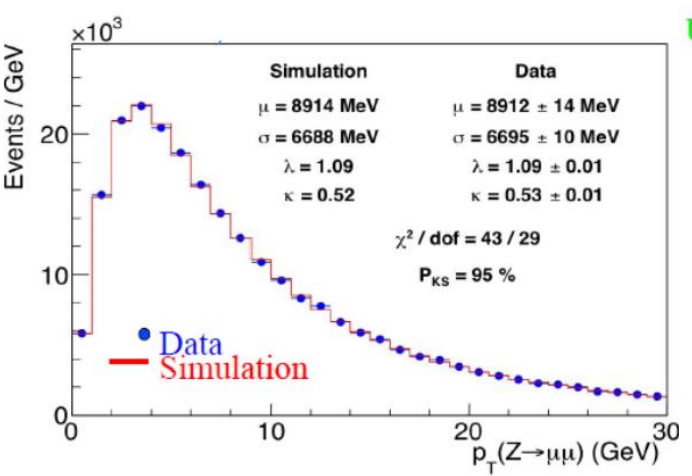 ×10³
Events / GeV
20
10
0
Simulation
μ = 8914 MeV
σ = 6688 MeV
λ = 1.09
κ = 0.52
Data
μ = 8912 ± 14 MeV
σ = 6695 ± 10 MeV
λ = 1.09 ± 0.01
κ = 0.53 ± 0.01
χ² / dof = 43 / 29
P_KS = 95 %
Data
Simulation
0 10 20 30
p_T(Z→μμ) (GeV)